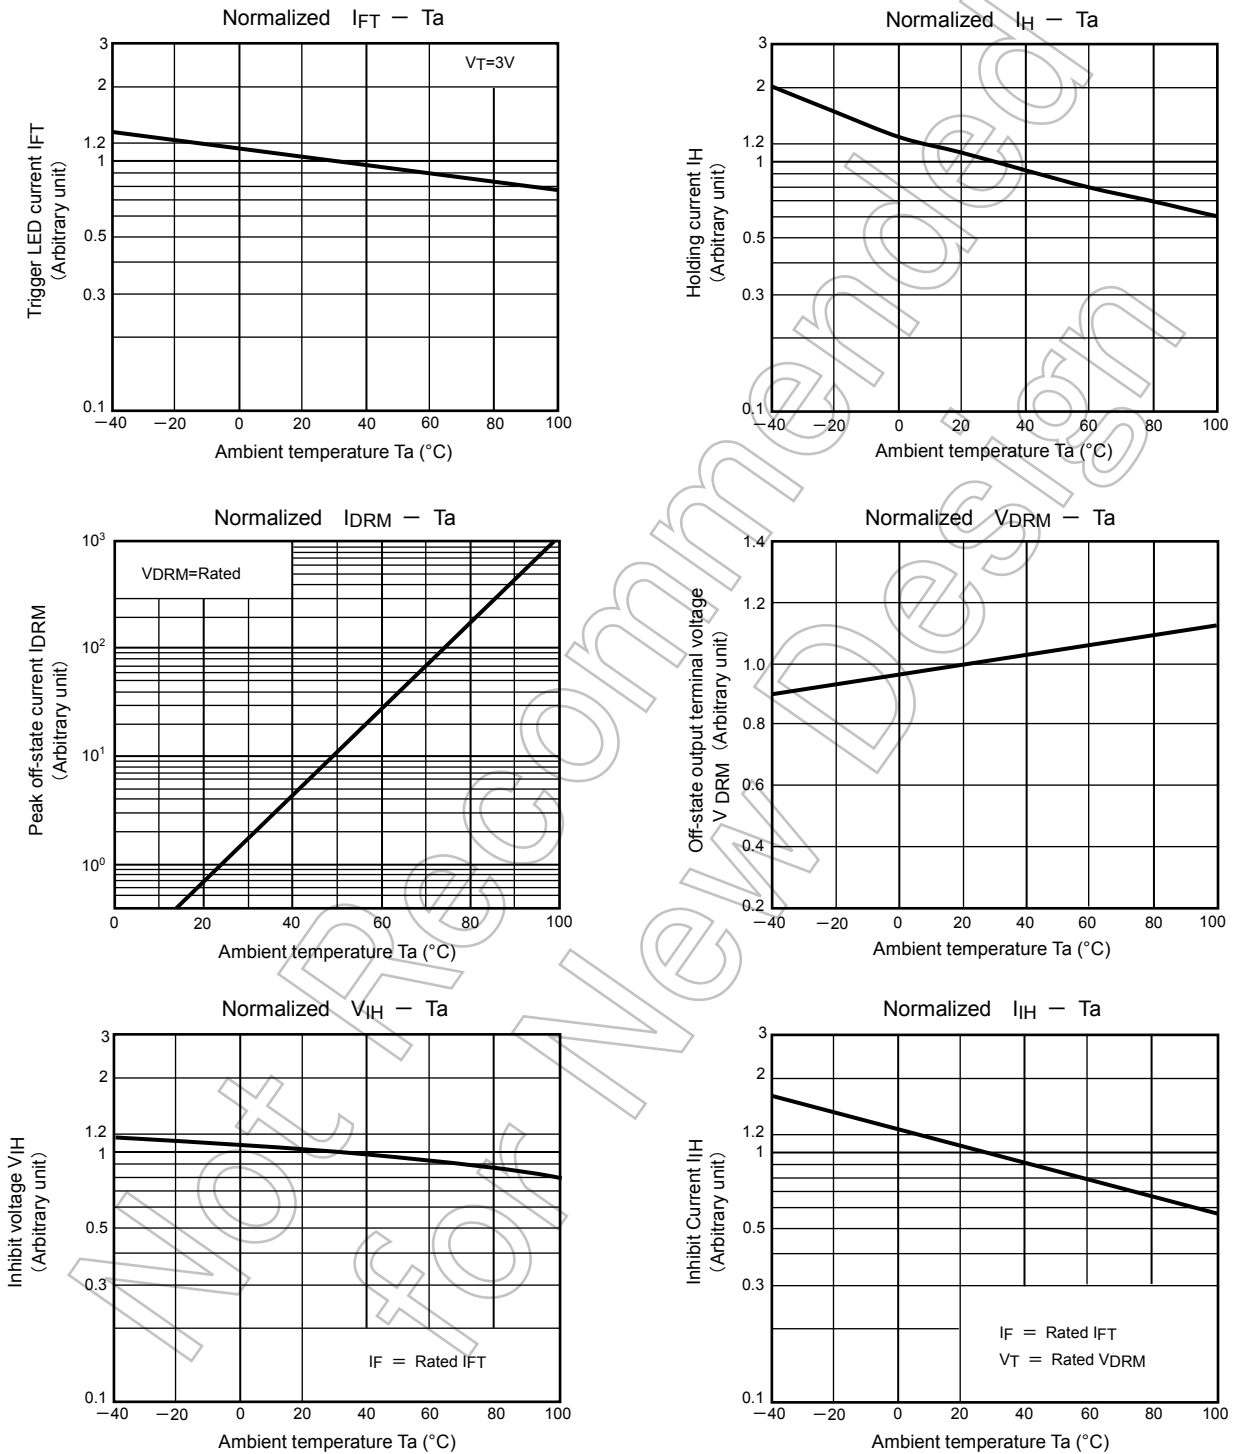 Normalized IFT − Ta
VT=3V
Trigger LED current IFT
(Arbitrary unit)
3
2
1.2
1
0.5
0.3
0.1
−40 −20 0 20 40 60 80 100
Ambient temperature Ta (°C)
Normalized IH − Ta
Holding current IH
(Arbitrary unit)
3
2
1.2
1
0.5
0.3
0.1
−40 −20 0 20 40 60 80 100
Ambient temperature Ta (°C)
Normalized IDRM − Ta
VDRM=Rated
Peak off-state current IDRM
(Arbitrary unit)
10³
10²
10¹
10⁰
0 20 40 60 80 100
Ambient temperature Ta (°C)
Normalized VDRM − Ta
Off-state output terminal voltage
V DRM (Arbitrary unit)
1.4
1.2
1.0
0.8
0.6
0.4
0.2
−40 −20 0 20 40 60 80 100
Ambient temperature Ta (°C)
Normalized VIH − Ta
Inhibit voltage VIH
(Arbitrary unit)
3
2
1.2
1
0.5
0.3
0.1
IF = Rated IFT
−40 −20 0 20 40 60 80 100
Ambient temperature Ta (°C)
Normalized IIH − Ta
Inhibit Current IIH
(Arbitrary unit)
3
2
1.2
1
0.5
0.3
0.1
IF = Rated IFT
VT = Rated VDRM
−40 −20 0 20 40 60 80 100
Ambient temperature Ta (°C)
Not Recommended
for New Design